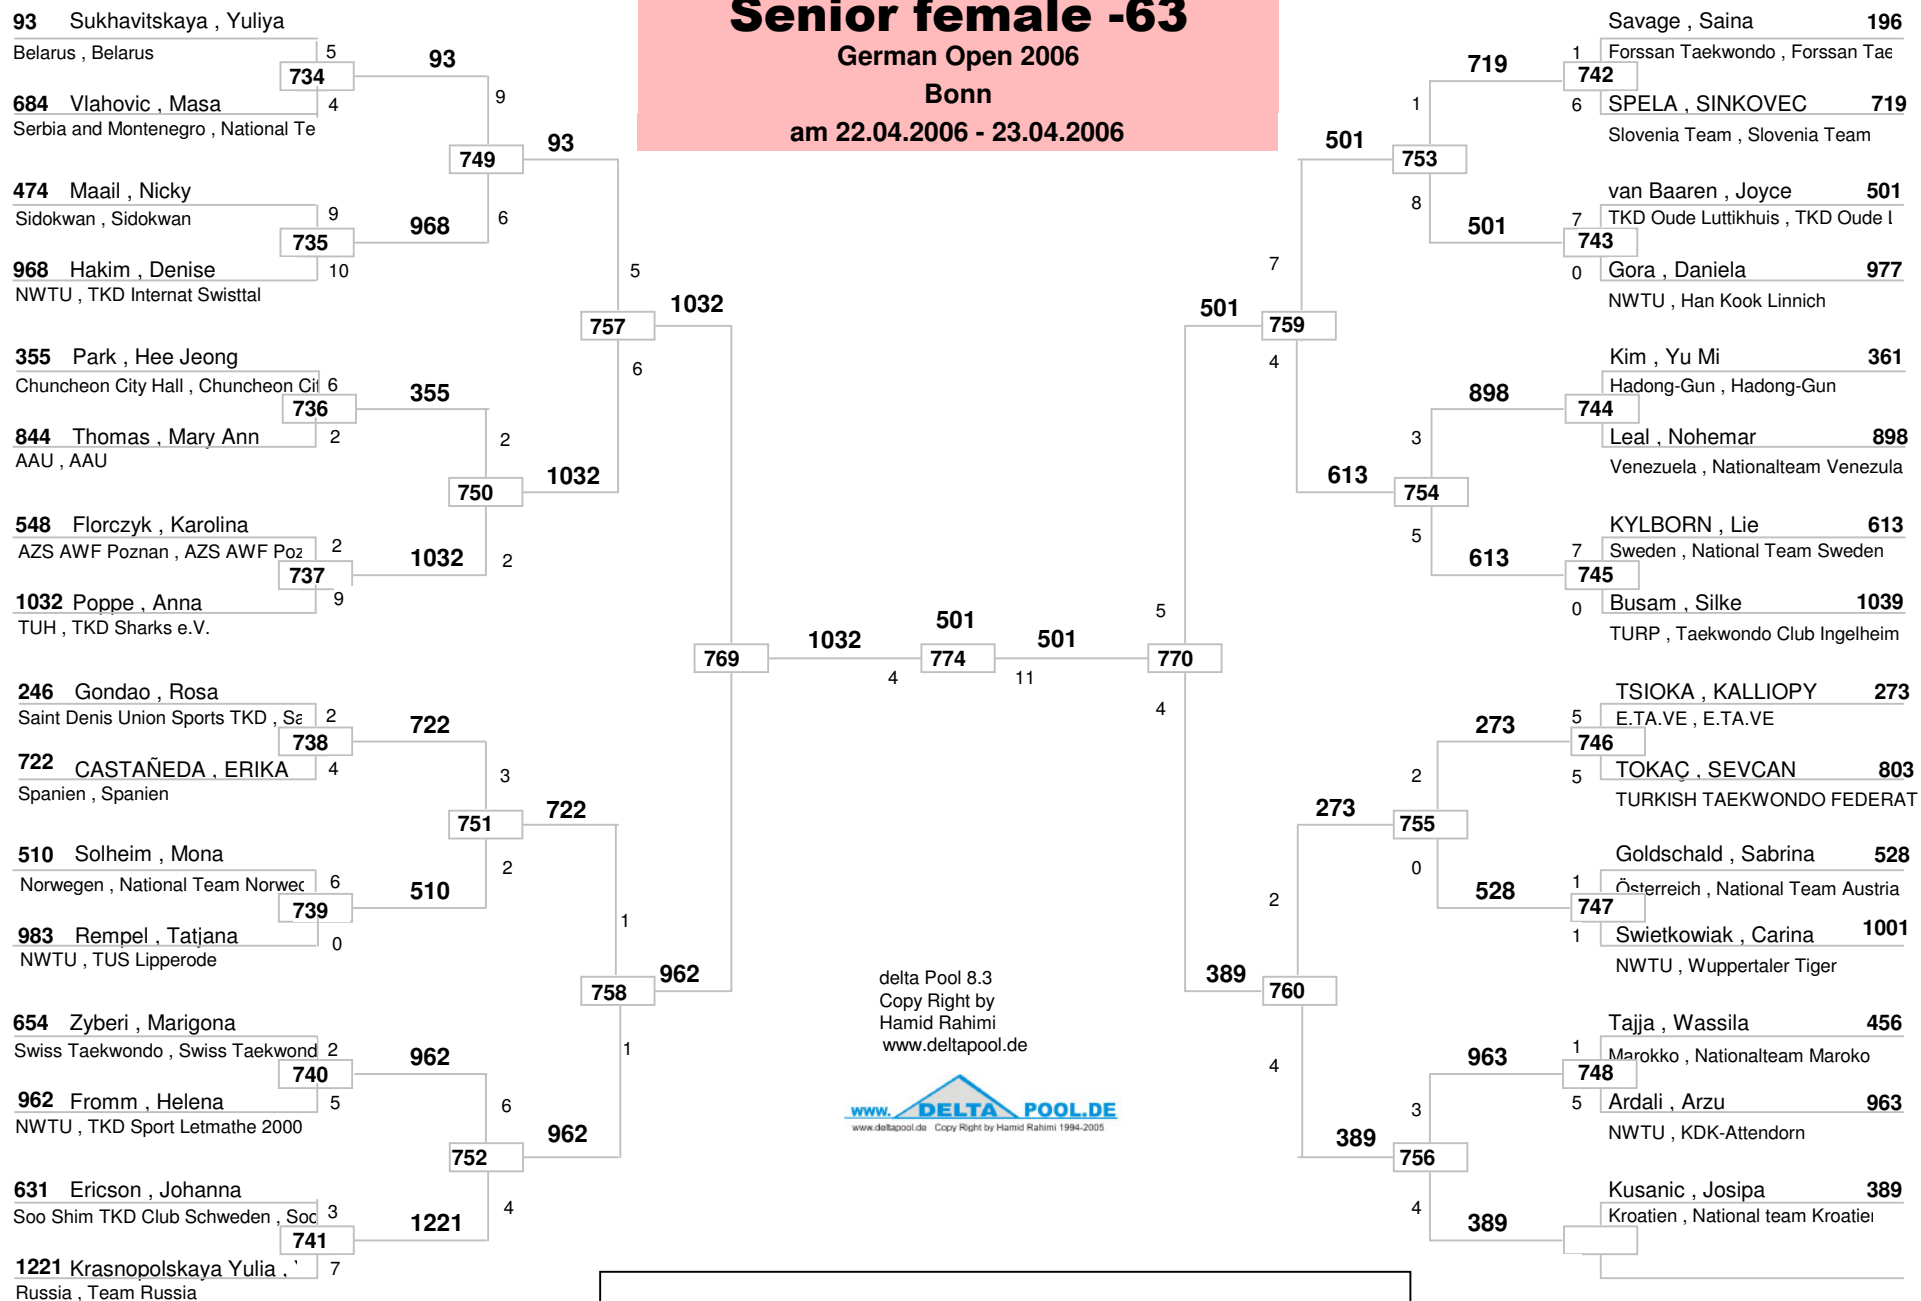 Senior female -63
German Open 2006
Bonn
am 22.04.2006 - 23.04.2006
93 Sukhavitskaya , Yuliya
Belarus , Belarus
5
734
93
684 Vlahovic , Masa
4
Serbia and Montenegro , National Te
9
749
93
474 Maail , Nicky
Sidokwan , Sidokwan
9
735
968
6
968 Hakim , Denise
10
NWTU , TKD Internat Swisttal
5
757
1032
355 Park , Hee Jeong
Chuncheon City Hall , Chuncheon Cit
6
736
355
6
844 Thomas , Mary Ann
2
AAU , AAU
2
750
1032
548 Florczyk , Karolina
AZS AWF Poznan , AZS AWF Poz
2
737
1032
2
1032 Poppe , Anna
9
TUH , TKD Sharks e.V.
769
1032
4
774
501
11
501
770
246 Gondao , Rosa
Saint Denis Union Sports TKD , Sa
2
738
722
722 CASTAÑEDA , ERIKA
4
Spanien , Spanien
3
751
722
510 Solheim , Mona
Norwegen , National Team Norweg
6
739
510
2
983 Rempel , Tatjana
0
NWTU , TUS Lipperode
1
758
962
654 Zyberi , Marigona
Swiss Taekwondo , Swiss Taekwond
2
740
962
1
962 Fromm , Helena
5
NWTU , TKD Sport Letmathe 2000
6
752
962
631 Ericson , Johanna
Soo Shim TKD Club Schweden , Soo
3
741
1221
4
1221 Krasnopolskaya Yulia ,
7
Russia , Team Russia
Savage , Saina 196
1
Forssan Taekwondo , Forssan Tae
719
742
6
SPELA , SINKOVEC 719
Slovenia Team , Slovenia Team
1
501
753
8
van Baaren , Joyce 501
7
TKD Oude Luttikhuis , TKD Oude L
501
743
0
Gora , Daniela 977
NWTU , Han Kook Linnich
7
501
759
4
Kim , Yu Mi 361
Hadong-Gun , Hadong-Gun
898
744
Leal , Nohemar 898
Venezuela , Nationalteam Venezula
3
613
754
5
KYLBORN , Lie 613
7
Sweden , National Team Sweden
613
745
0
Busam , Silke 1039
TURP , Taekwondo Club Ingelheim
5
4
TSIOKA , KALLIOPY 273
5
E.TA.VE , E.TA.VE
273
746
5
TOKAÇ , SEVCAN 803
TURKISH TAEKWONDO FEDERAT
2
273
755
0
Goldschald , Sabrina 528
1
Österreich , National Team Austria
528
747
1
Swietkowiak , Carina 1001
NWTU , Wuppertaler Tiger
2
389
760
4
Tajja , Wassila 456
1
Marokko , Nationalteam Maroko
963
748
5
Ardali , Arzu 963
NWTU , KDK-Attendorn
3
389
756
4
Kusanic , Josipa 389
Kroatien , National team Kroatien
389
delta Pool 8.3
Copy Right by
Hamid Rahimi
www.deltapool.de
www. DELTA POOL.DE
www.deltapool.de Copy Right by Hamid Rahimi 1994-2005